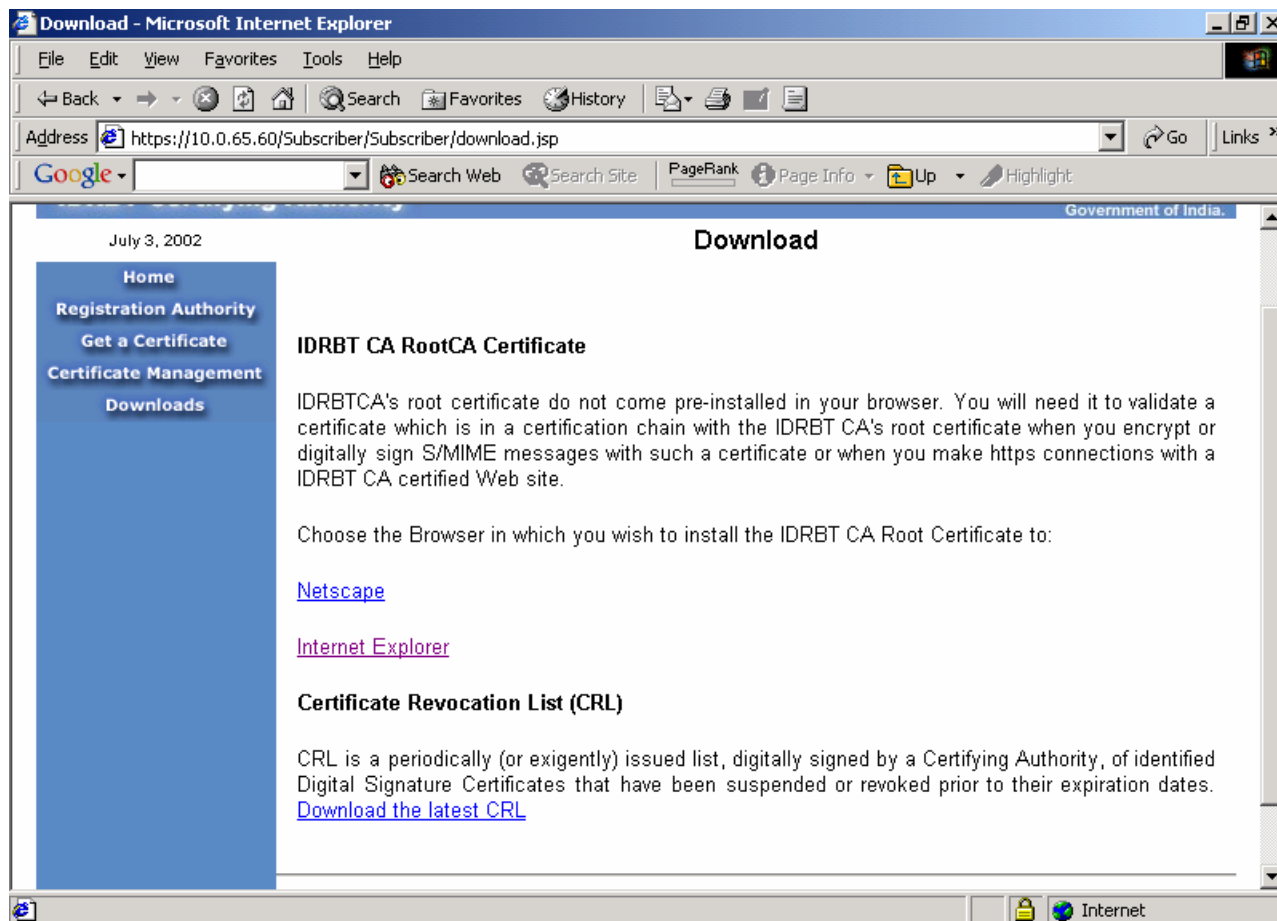 Download - Microsoft Internet Explorer
File Edit View Favorites Tools Help
Back Search Favorites History
Address https://10.0.65.60/Subscriber/Subscriber/download.jsp Go Links »
Google Search Web Search Site PageRank Page Info Up Highlight
IDRBT Certifying Authority
Government of India.
July 3, 2002
Download
Home
Registration Authority
Get a Certificate
Certificate Management
Downloads
IDRBT CA RootCA Certificate
IDRBTCA's root certificate do not come pre-installed in your browser. You will need it to validate a
certificate which is in a certification chain with the IDRBT CA's root certificate when you encrypt or
digitally sign S/MIME messages with such a certificate or when you make https connections with a
IDRBT CA certified Web site.
Choose the Browser in which you wish to install the IDRBT CA Root Certificate to:
Netscape
Internet Explorer
Certificate Revocation List (CRL)
CRL is a periodically (or exigently) issued list, digitally signed by a Certifying Authority, of identified
Digital Signature Certificates that have been suspended or revoked prior to their expiration dates.
Download the latest CRL
Internet